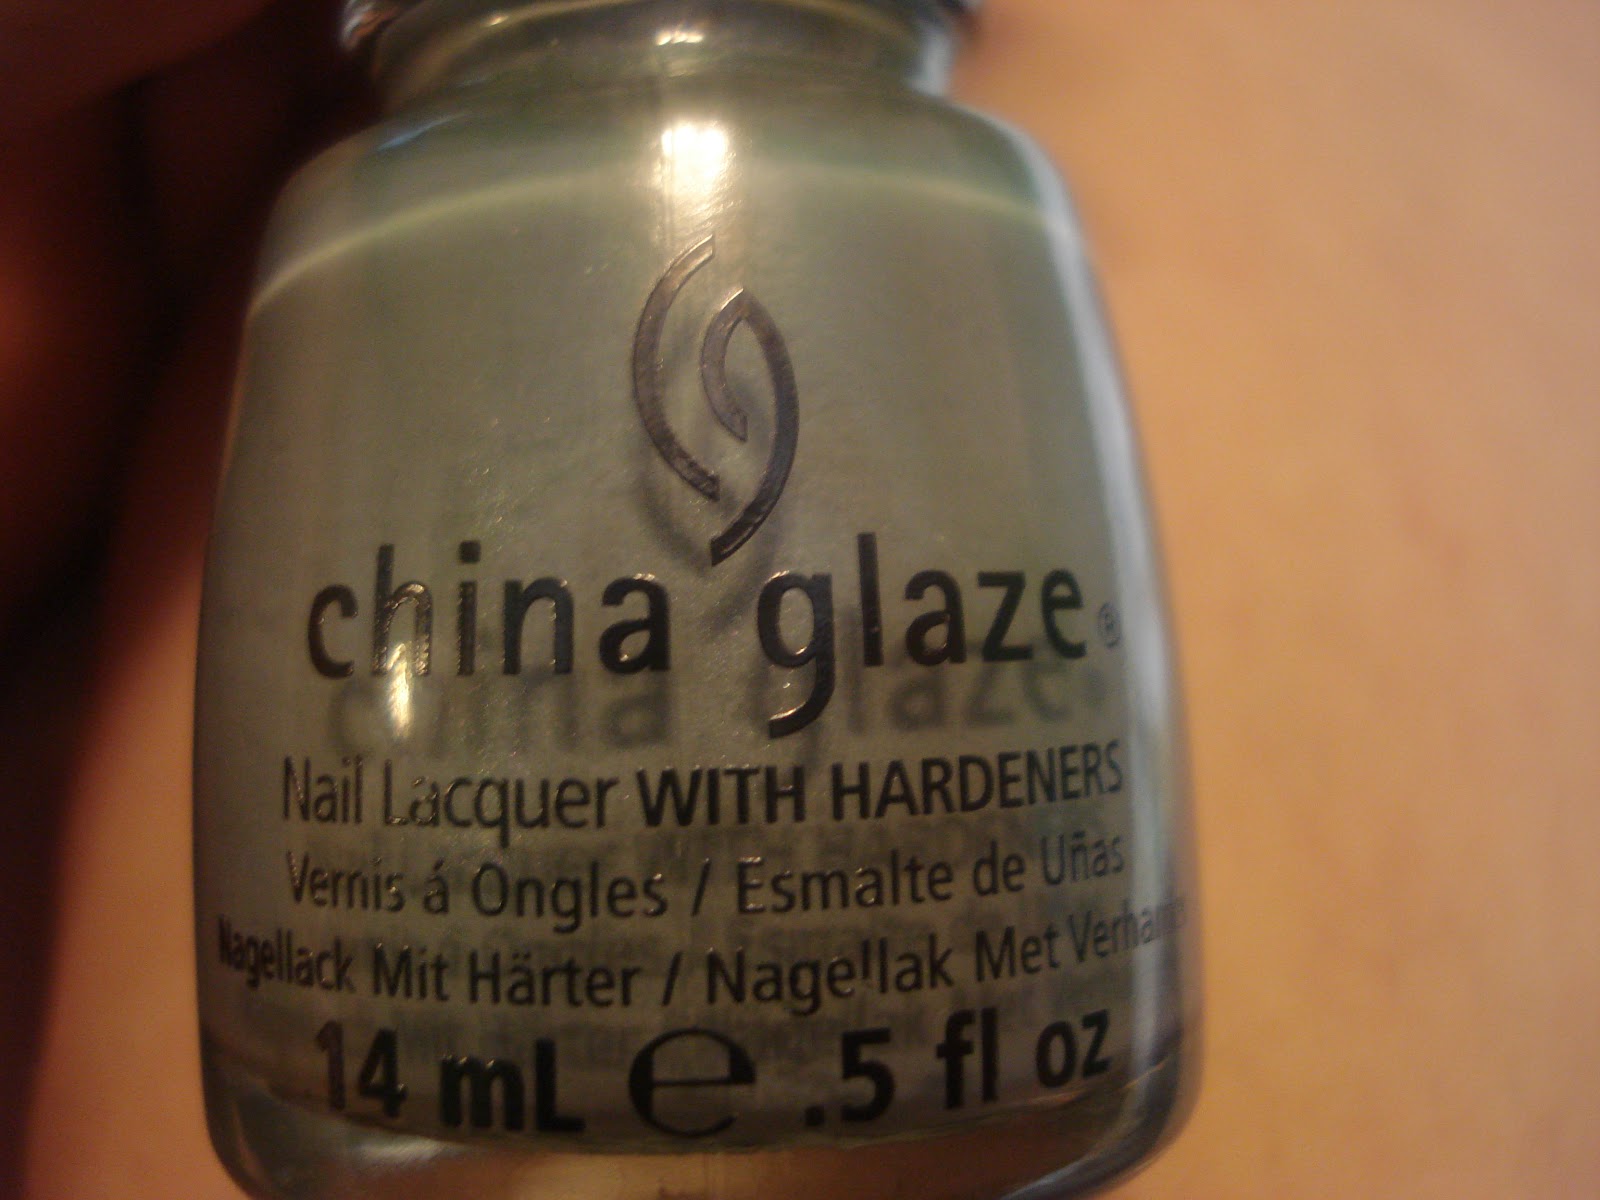 china glaze®
Nail Lacquer WITH HARDENERS
Vernis á Ongles / Esmalte de Uñas
Nagellack Mit Härter / Nagellak Met
14 mL e .5 fl oz